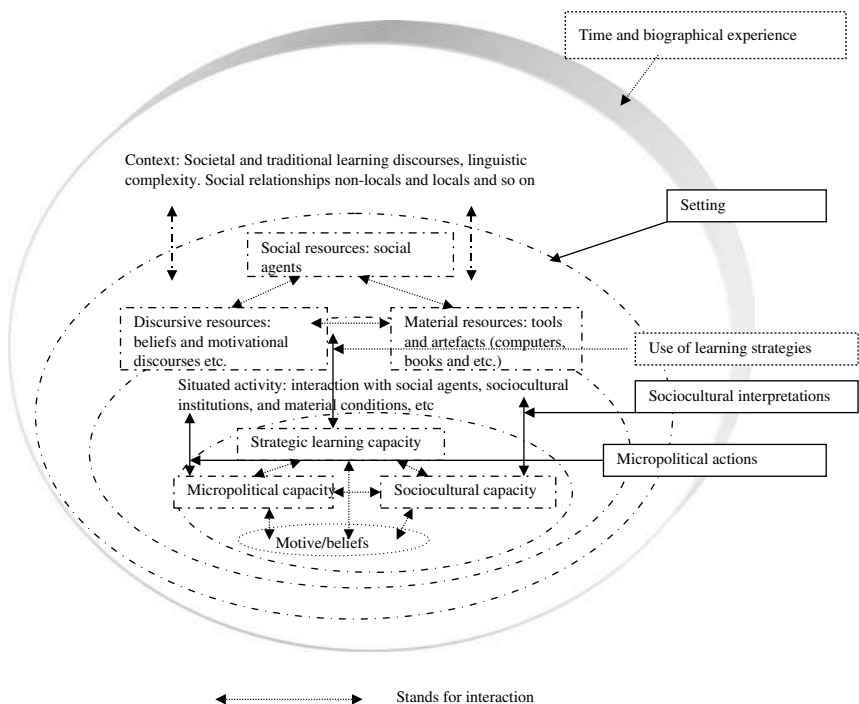 Time and biographical experience
Context: Societal and traditional learning discourses, linguistic
complexity. Social relationships non-locals and locals and so on
Setting
Social resources: social
agents
Discursive resources:
beliefs and motivational
discourses etc.
Material resources: tools
and artefacts (computers,
books and etc.)
Use of learning strategies
Situated activity: interaction with social agents, sociocultural
institutions, and material conditions, etc
Sociocultural interpretations
Strategic learning capacity
Micropolitical actions
Micropolitical capacity
Sociocultural capacity
Motive/beliefs
Stands for interaction